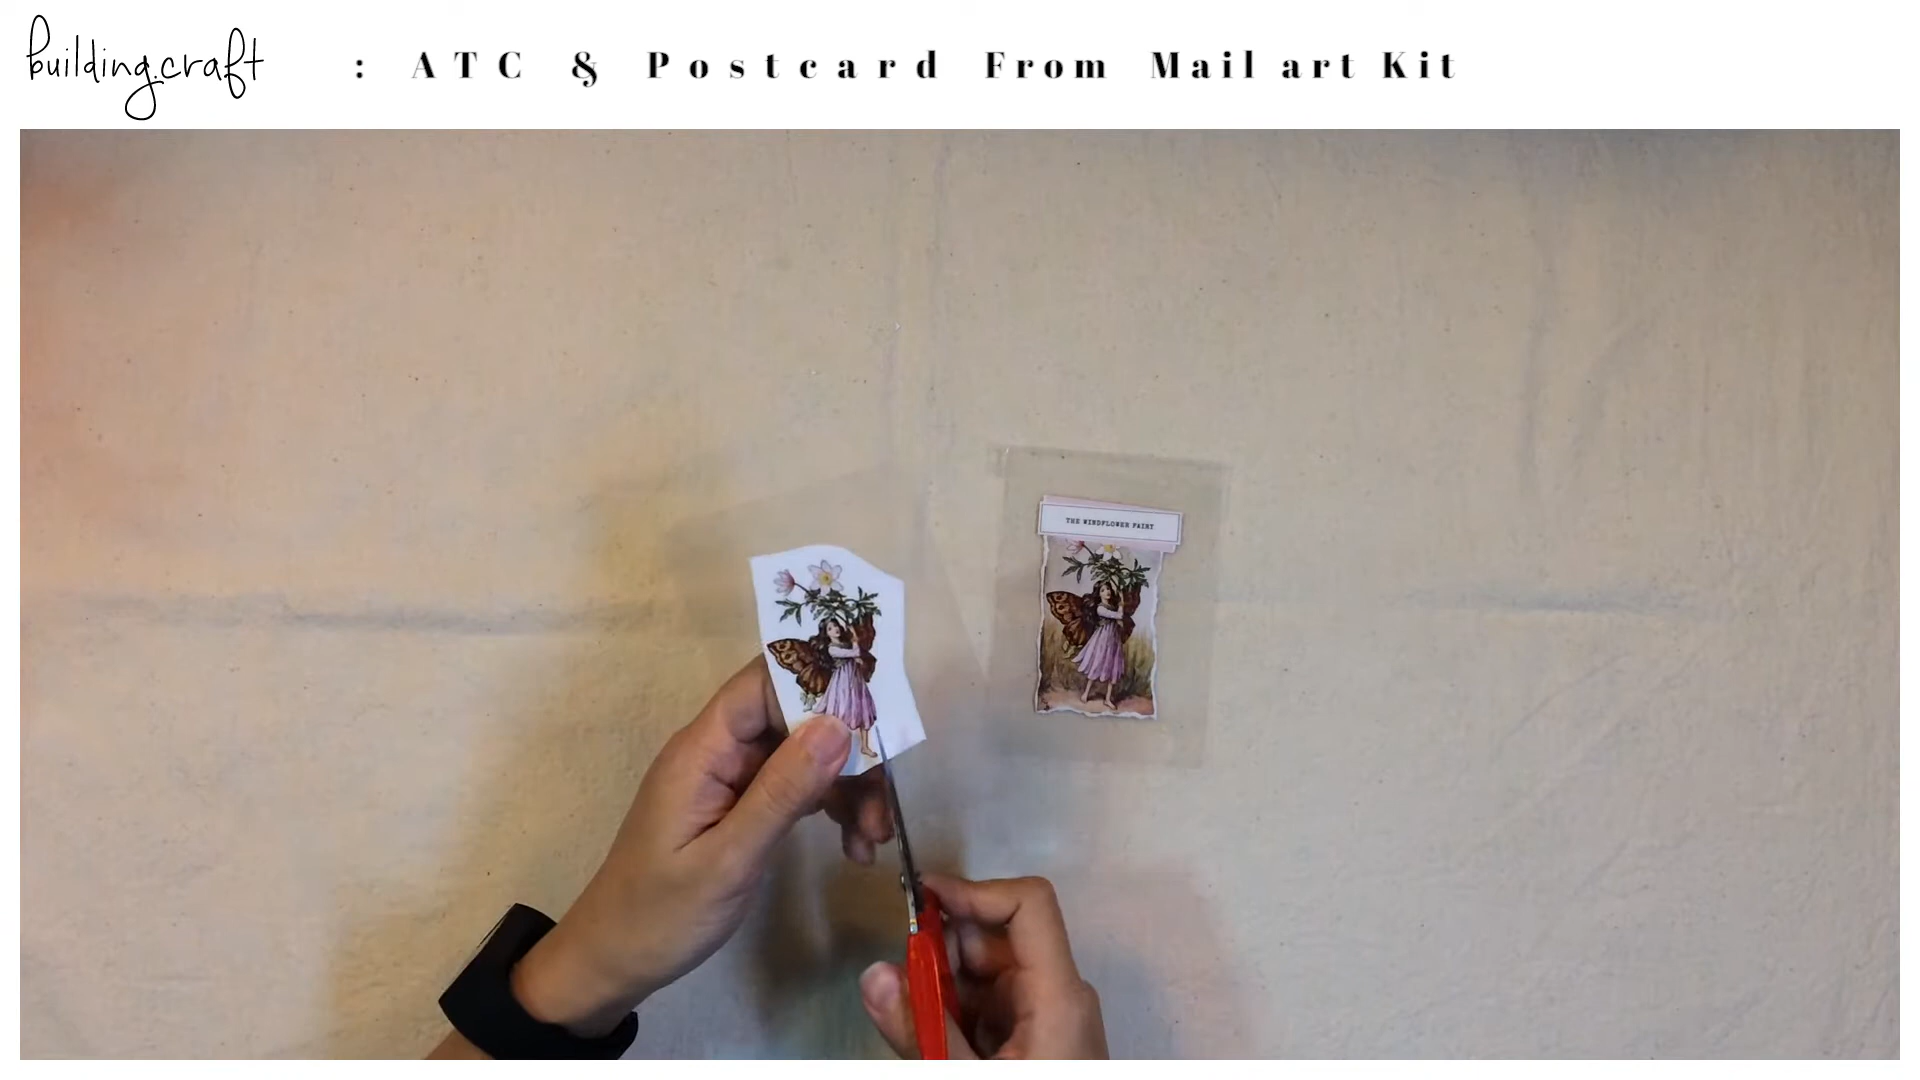 building.craft : ATC & Postcard From Mail art Kit
THE WINDFLOWER FAIRY